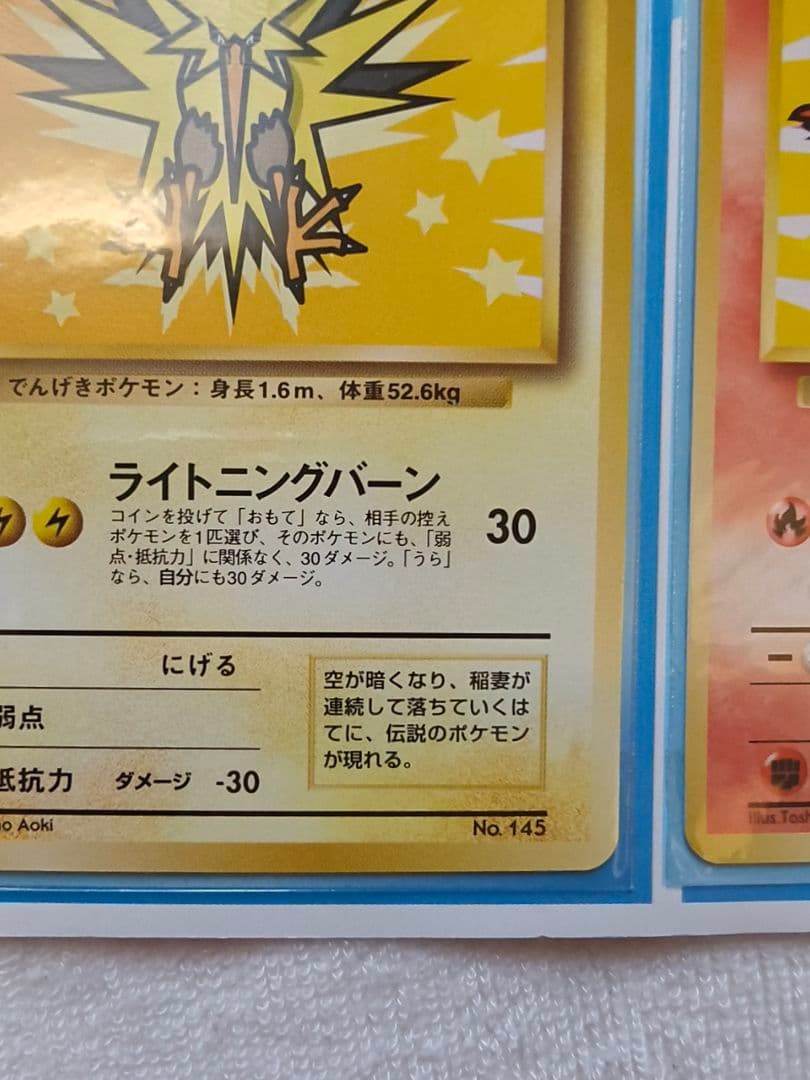 でんげきポケモン：身長1.6m、体重52.6kg
ライトニングバーン
コインを投げて「おもて」なら、相手の控え
ポケモンを1匹選び、そのポケモンにも、「弱
点・抵抗力」に関係なく、30ダメージ。「うら」
なら、自分にも30ダメージ。
30
にげる
弱点
抵抗力 ダメージ -30
空が暗くなり、稲妻が
連続して落ちていくは
てに、伝説のポケモン
が現れる。
Aoki
No. 145
Illus.